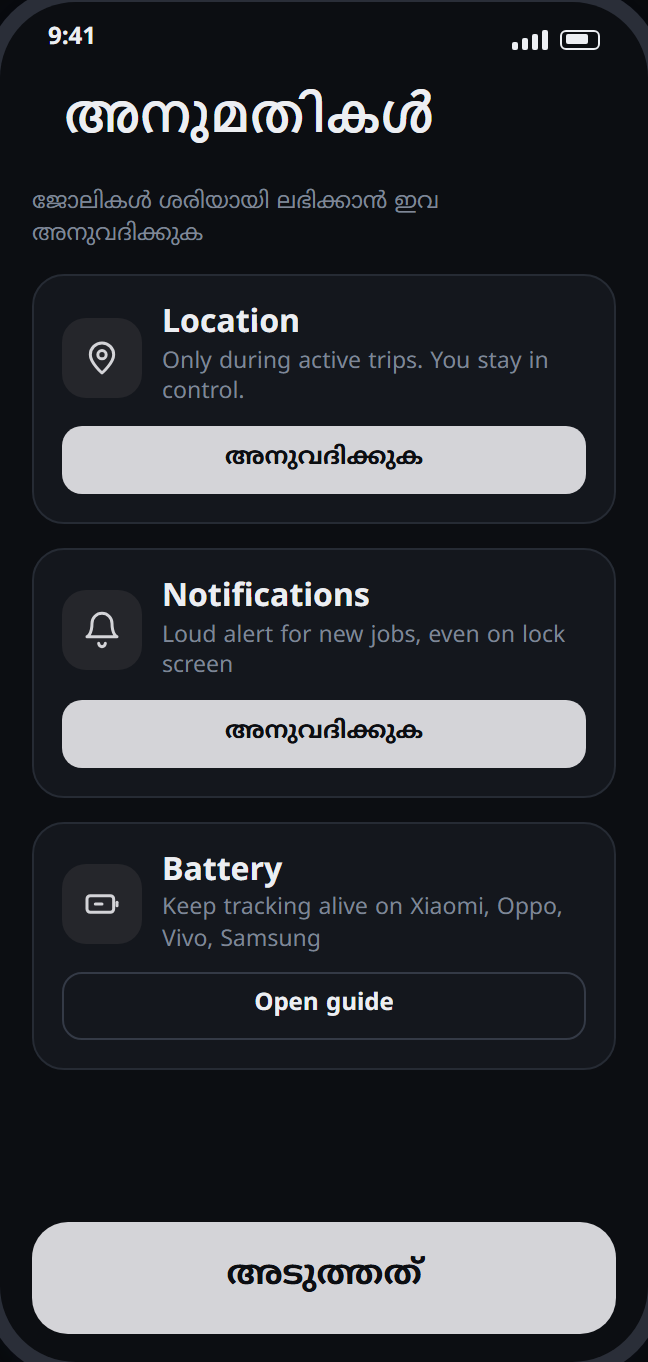 9:41
അനുമതികൾ
ജോലികൾ ശരിയായി ലഭിക്കാൻ ഇവ
അനുവദിക്കുക
Location
Only during active trips. You stay in
control.
അനുവദിക്കുക
Notifications
Loud alert for new jobs, even on lock
screen
അനുവദിക്കുക
Battery
Keep tracking alive on Xiaomi, Oppo,
Vivo, Samsung
Open guide
അടുത്തത്